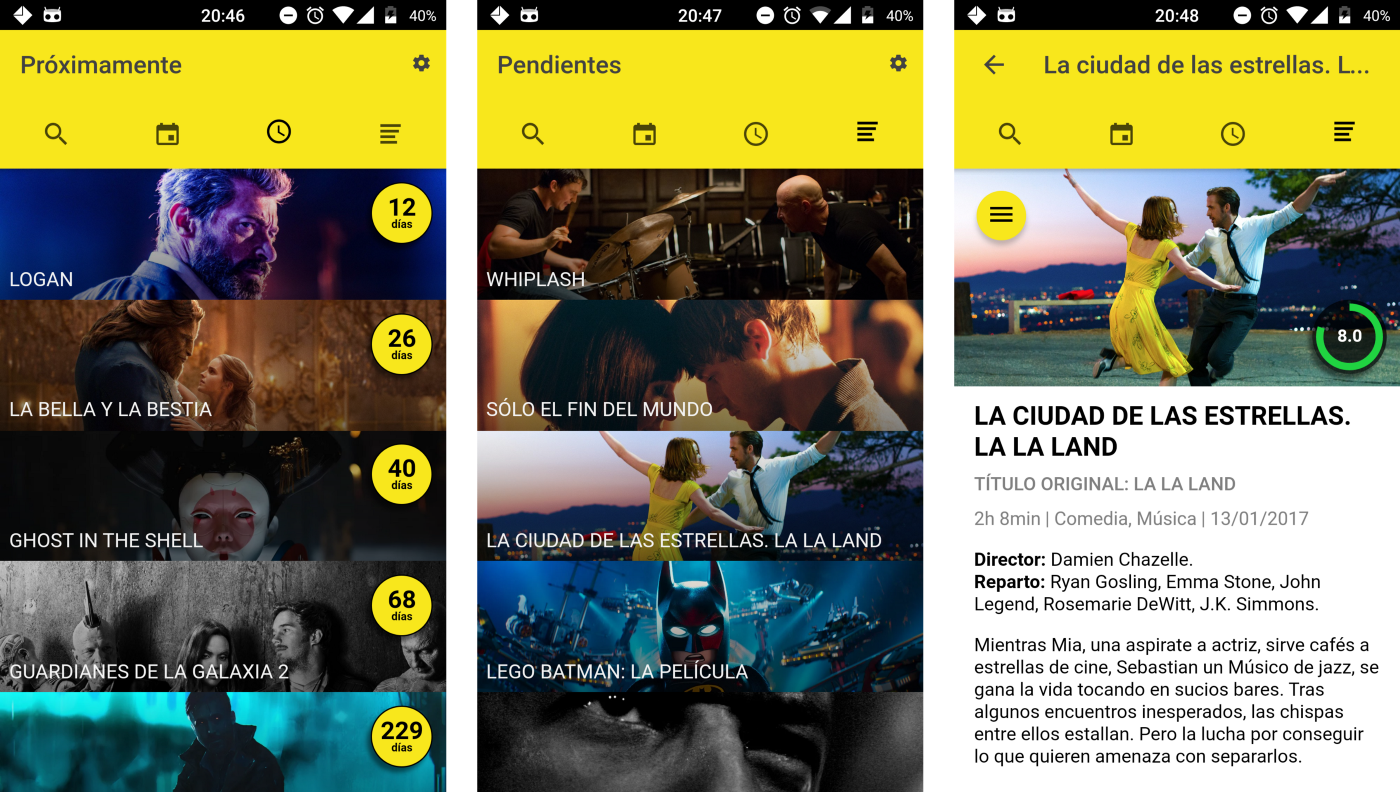 20:46
40%
Próximamente
12
días
LOGAN
26
días
LA BELLA Y LA BESTIA
40
días
GHOST IN THE SHELL
68
días
GUARDIANES DE LA GALAXIA 2
229
días
20:47
40%
Pendientes
WHIPLASH
SÓLO EL FIN DEL MUNDO
LA CIUDAD DE LAS ESTRELLAS. LA LA LAND
LEGO BATMAN: LA PELÍCULA
20:48
40%
La ciudad de las estrellas. L...
8.0
LA CIUDAD DE LAS ESTRELLAS.
LA LA LAND
TÍTULO ORIGINAL: LA LA LAND
2h 8min | Comedia, Música | 13/01/2017
Director: Damien Chazelle.
Reparto: Ryan Gosling, Emma Stone, John
Legend, Rosemarie DeWitt, J.K. Simmons.
Mientras Mia, una aspirate a actriz, sirve cafés a
estrellas de cine, Sebastian un Músico de jazz, se
gana la vida tocando en sucios bares. Tras
algunos encuentros inesperados, las chispas
entre ellos estallan. Pero la lucha por conseguir
lo que quieren amenaza con separarlos.